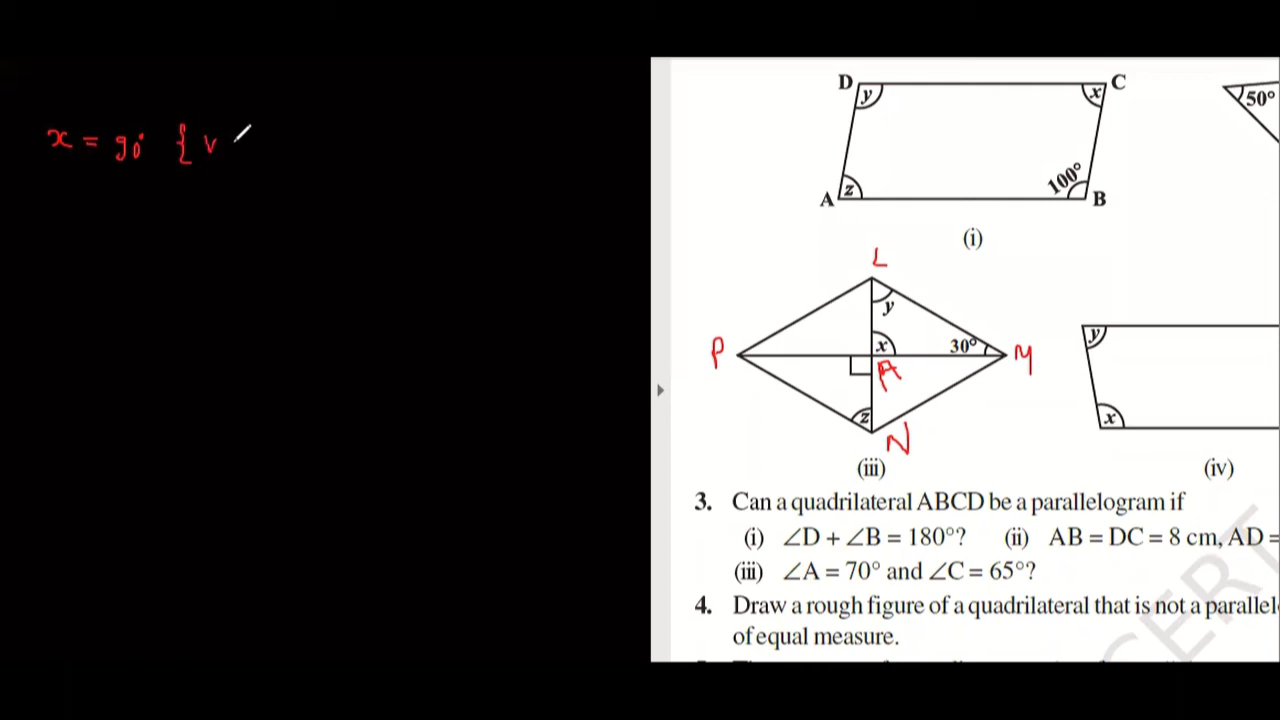 x = 90° { v
D y x C
50°
A z 100° B
(i)
L
y
P x 30° M
A
y
z
N
x
(iii)
(iv)
3. Can a quadrilateral ABCD be a parallelogram if
(i) ∠D + ∠B = 180°? (ii) AB = DC = 8 cm, AD =
(iii) ∠A = 70° and ∠C = 65°?
4. Draw a rough figure of a quadrilateral that is not a parallel
of equal measure.
CERT